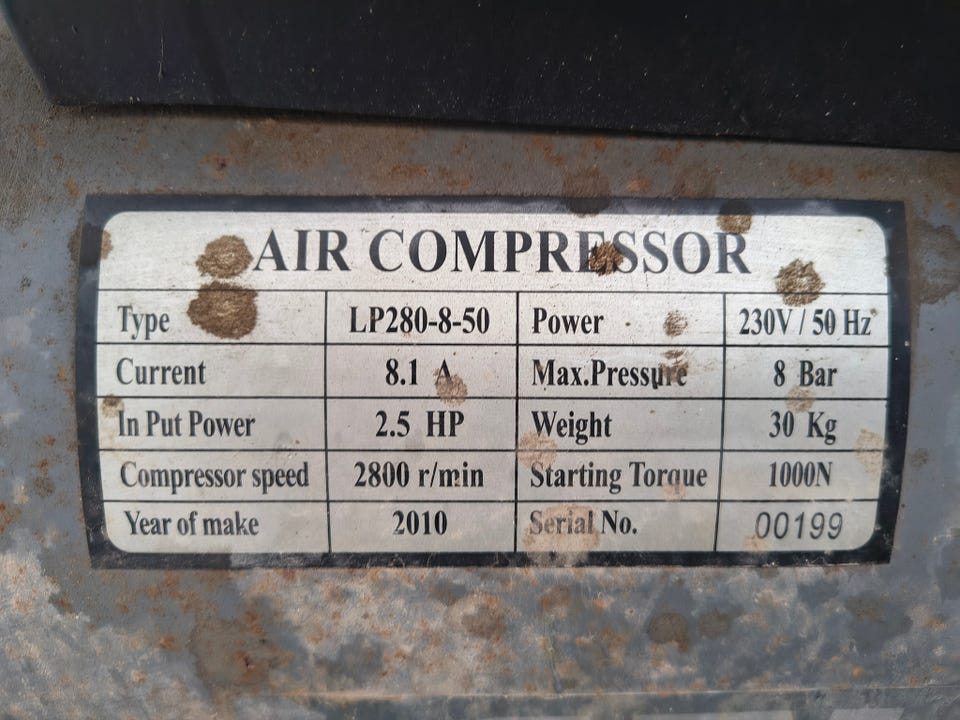 AIR COMPRESSOR
Type LP280-8-50 Power 230V / 50 Hz
Current 8.1 A Max.Pressure 8 Bar
In Put Power 2.5 HP Weight 30 Kg
Compressor speed 2800 r/min Starting Torque 1000N
Year of make 2010 Serial No. 00199